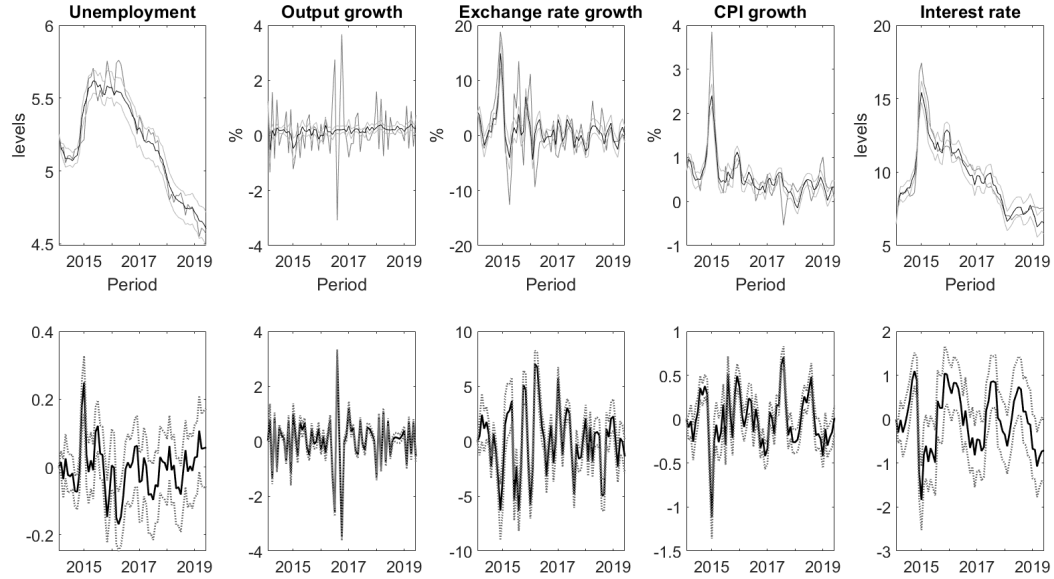 Unemployment Output growth Exchange rate growth CPI growth Interest rate
6 4 20 4 20
5.5 2 10 3 15
5 0 0 2 10
4.5 -2 -10 1 5
-4 -20 0
-1
levels % % % levels
2015 2017 2019 2015 2017 2019 2015 2017 2019 2015 2017 2019 2015 2017 2019
Period Period Period Period Period
0.4 4 10 1 2
0.2 2 5 0.5 1
0 0 0 0 0
-0.2 -2 -5 -0.5 -1
-4 -10 -1 -2
-1.5 -3
2015 2017 2019 2015 2017 2019 2015 2017 2019 2015 2017 2019 2015 2017 2019